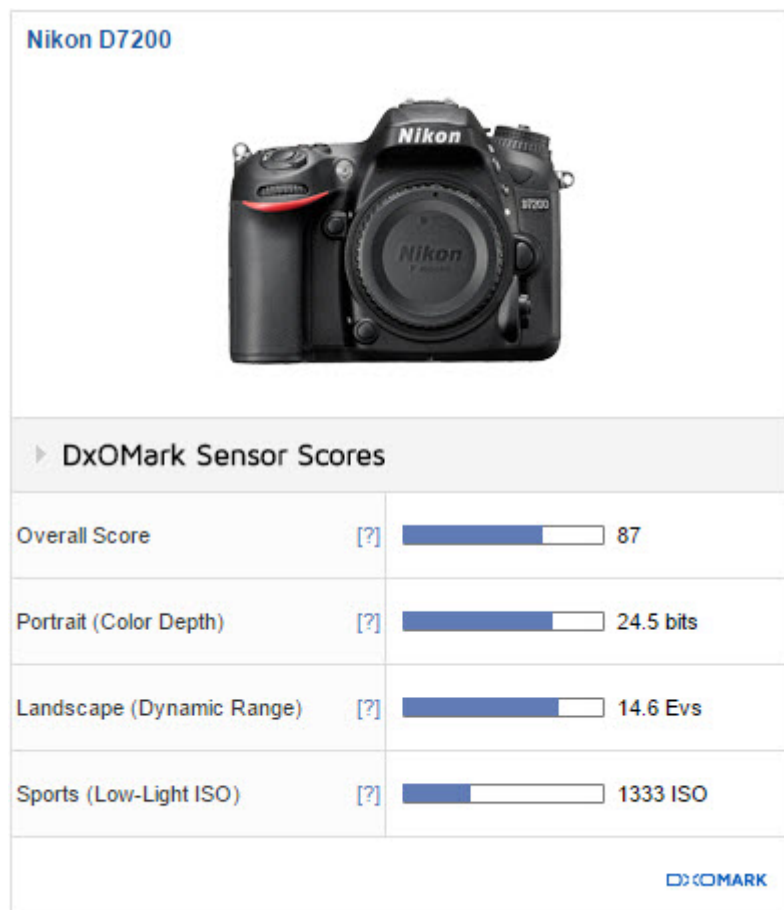 Nikon D7200
Nikon
D7200
Nikon
DxOMark Sensor Scores
Overall Score [?] 87
Portrait (Color Depth) [?] 24.5 bits
Landscape (Dynamic Range) [?] 14.6 Evs
Sports (Low-Light ISO) [?] 1333 ISO
DXOMARK